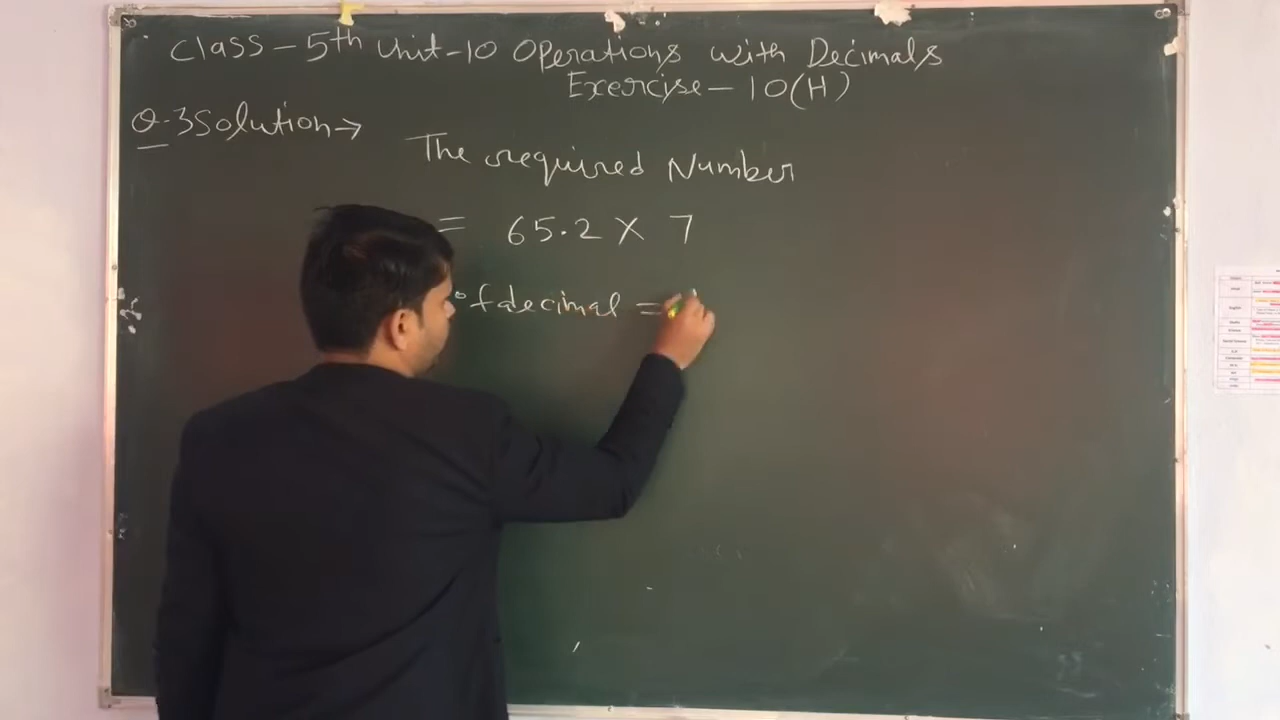 Class - 5th Unit-10 Operations with Decimals
Exercise - 10(H)
Q.3 Solution →
The required Number
= 65.2 X 7
of decimal =